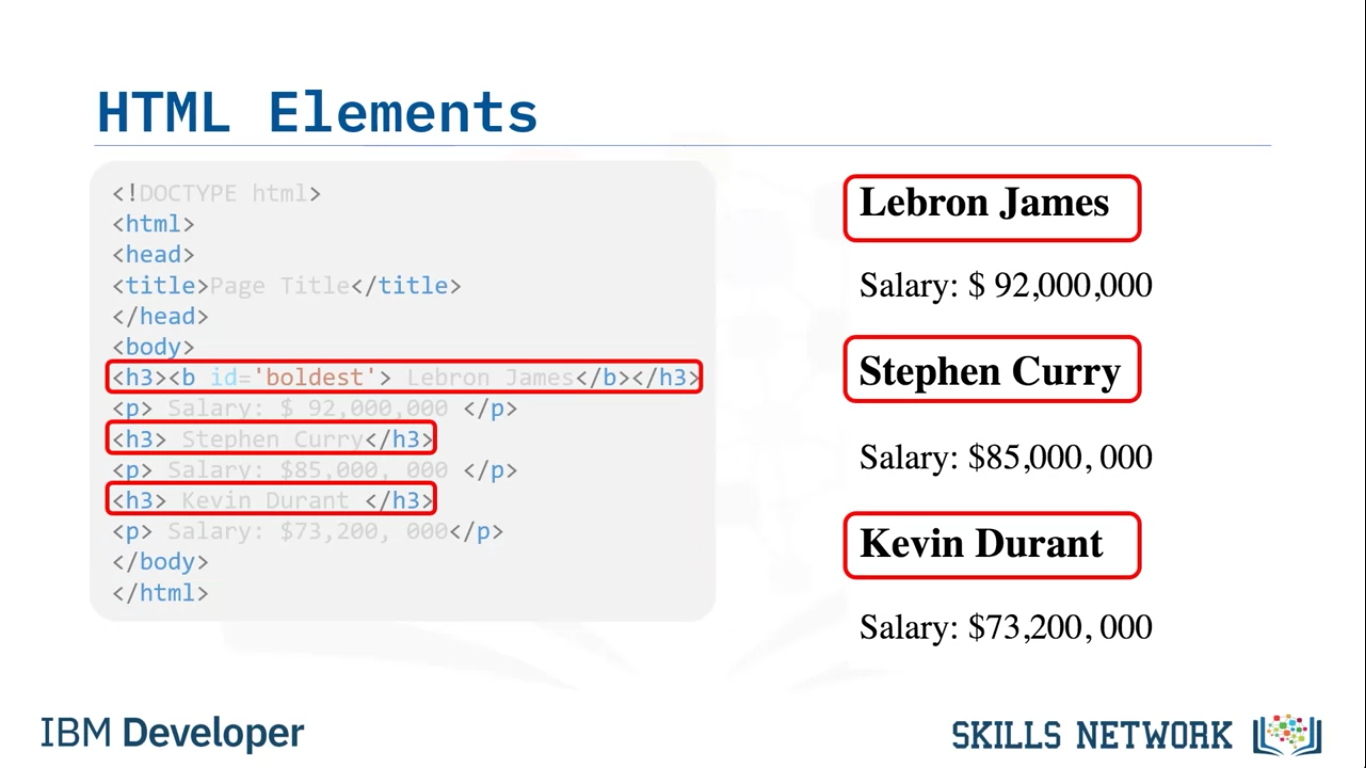 HTML Elements
<!DOCTYPE html>
<html>
<head>
<title>Page Title</title>
</head>
<body>
<h3><b id='boldest'> Lebron James</b></h3>
<p> Salary: $ 92,000,000 </p>
<h3> Stephen Curry</h3>
<p> Salary: $85,000, 000 </p>
<h3> Kevin Durant </h3>
<p> Salary: $73,200, 000</p>
</body>
</html>
Lebron James
Salary: $ 92,000,000
Stephen Curry
Salary: $85,000, 000
Kevin Durant
Salary: $73,200, 000
IBM Developer
SKILLS NETWORK